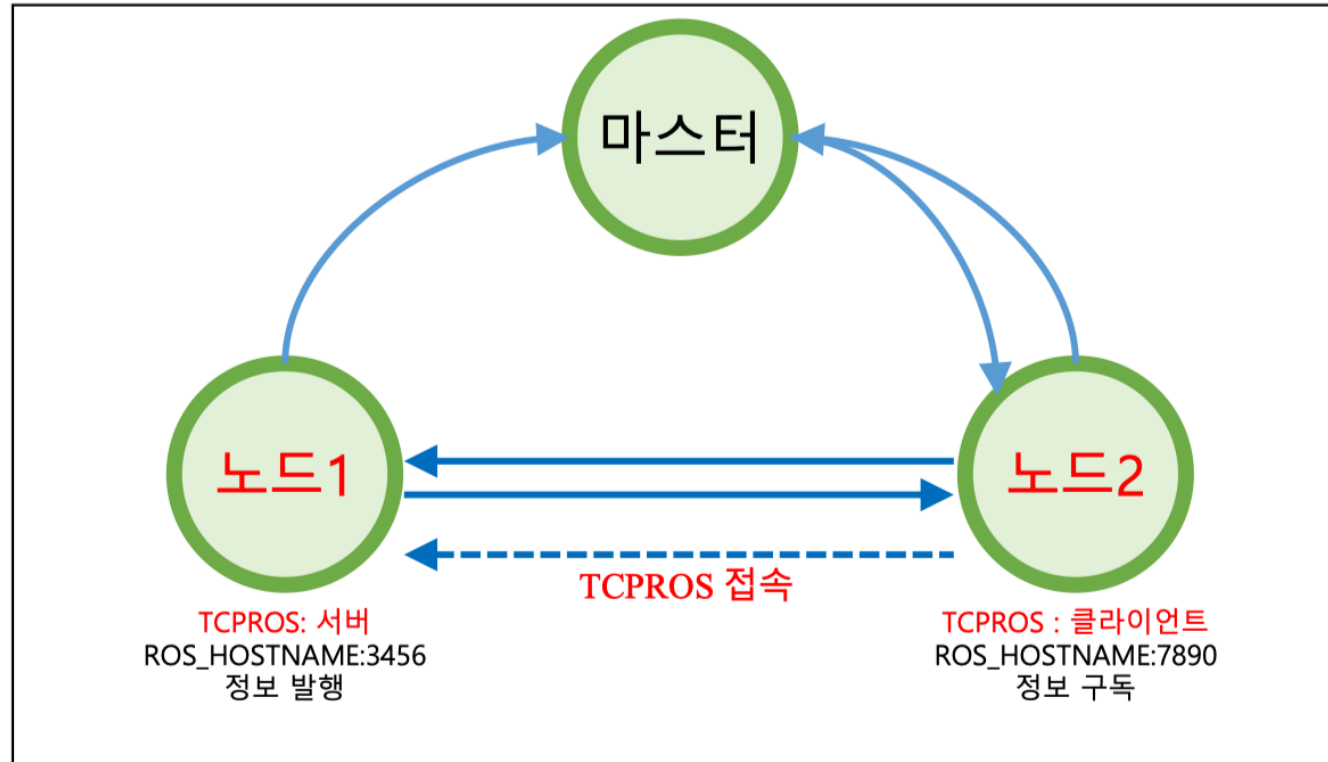 마스터
노드1
노드2
TCPROS 접속
TCPROS: 서버
ROS_HOSTNAME:3456
정보 발행
TCPROS : 클라이언트
ROS_HOSTNAME:7890
정보 구독